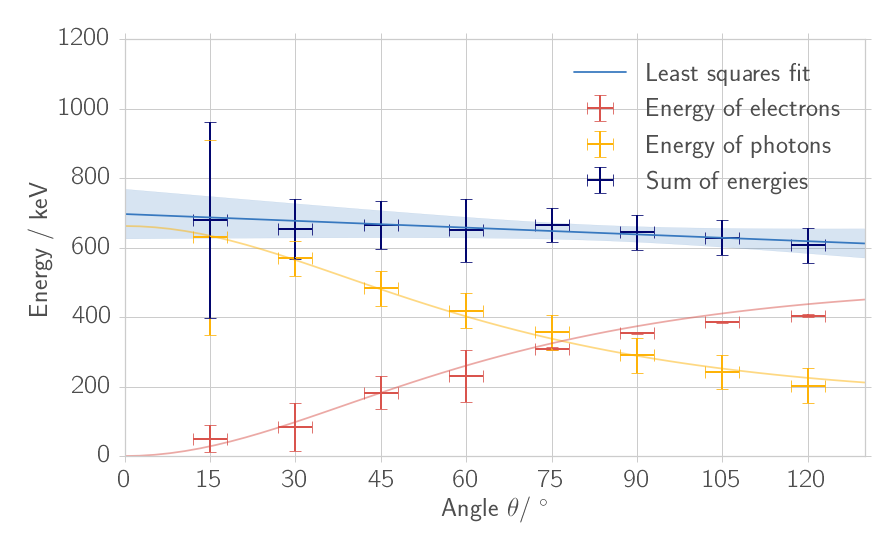 1200
1000
800
600
400
200
0
Energy / keV
Least squares fit
Energy of electrons
Energy of photons
Sum of energies
0 15 30 45 60 75 90 105 120
Angle θ/ °